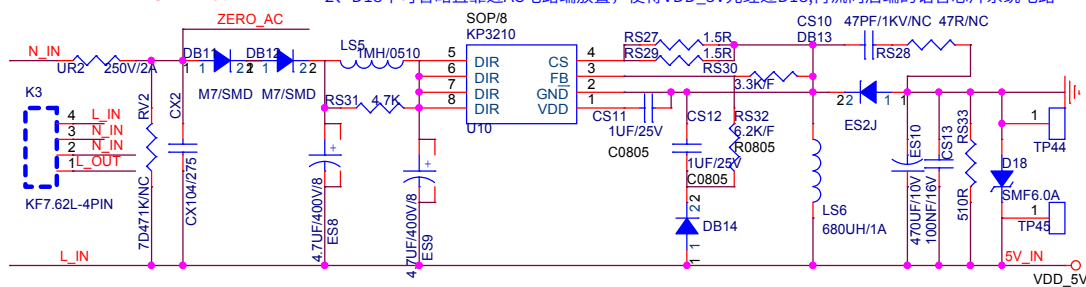 ZERO_AC
SOP/8
KP3210
CS10
47PF/1KV/NC
47R/NC
DB13
RS28
N_IN
UR2
250V/2A
DB11
DB12
1 1 2
1 2 2
M7/SMD
M7/SMD
LS5
1MH/0510
5
6
7
8
DIR
DIR
DIR
DIR
CS
FB
GND
VDD
4
3
2
1
U10
RS27
1.5R
RS29
1.5R
RS30
3.3K/F
RS31
4.7K
K3
4
L_IN
3
N_IN
2
N_IN
1
L_OUT
KF7.62L-4PIN
RV2
7D471K/NC
CX2
CX104/275
4.7UF/400V/8
ES8
4.7UF/400V/8
ES9
CS11
1UF/25V
C0805
CS12
1UF/25V
C0805
RS32
6.2K/F
R0805
DB14
2
2
1
1
LS6
680UH/1A
2 2
1 1
ES2J
ES10
470UF/10V
CS13
100NF/16V
RS33
510R
D18
SMF6.0A
1
TP44
1
TP45
L_IN
5V_IN
VDD_5V